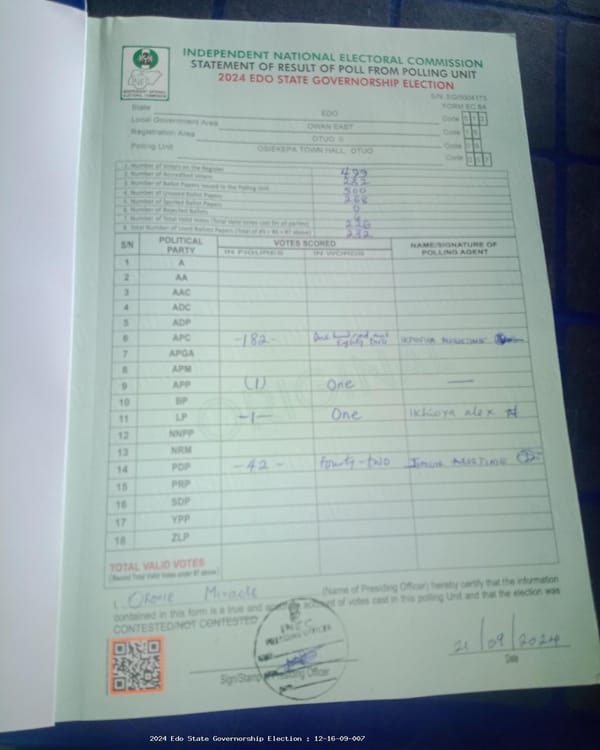 INDEPENDENT NATIONAL ELECTORAL COMMISSION
STATEMENT OF RESULT OF POLL FROM POLLING UNIT
2024 EDO STATE GOVERNORSHIP ELECTION
FORM EC 8A
State EDO Code
Local Government Area OWAN EAST Code
Registration Area OTUO II Code
Polling Unit OSIEKEPA TOWN HALL, OTUO Code
1. Number of Voters on the Register 499
2. Number of Accredited Voters
3. Number of Ballot Papers Issued to the Polling Unit 500
4. Number of Unused Ballot Papers 268
5. Number of Spoiled Ballot Papers 0
6. Number of Rejected Ballots
7. Number of Total Valid Votes (Total valid votes cast for all parties) 226
8. Total Number of Used Ballot Papers (Total of #5 + #6 + #7 above) 232
S/N POLITICAL PARTY VOTES SCORED NAME/SIGNATURE OF POLLING AGENT
IN FIGURES IN WORDS
1 A
2 AA
3 AAC
4 ADC
5 ADP
6 APC -182- One hundred and Eighty two
7 APGA
8 APM
9 APP (1) One —
10 BP
11 LP -1- One Ikhioya alex
12 NNPP
13 NRM
14 PDP -42- Fourty-two
15 PRP
16 SDP
17 YPP
18 ZLP
TOTAL VALID VOTES
(Record Total Valid Votes under #7 above)
I, Okorie Miracle (Name of Presiding Officer) hereby certify that the information
contained in this form is a true and account of votes cast in this polling Unit and that the election was
CONTESTED/NOT CONTESTED
INEC
PRESIDING OFFICER
21/09/2024
Sign/Stamp Presiding Officer
Date
2024 Edo State Governorship Election : 12-16-09-007